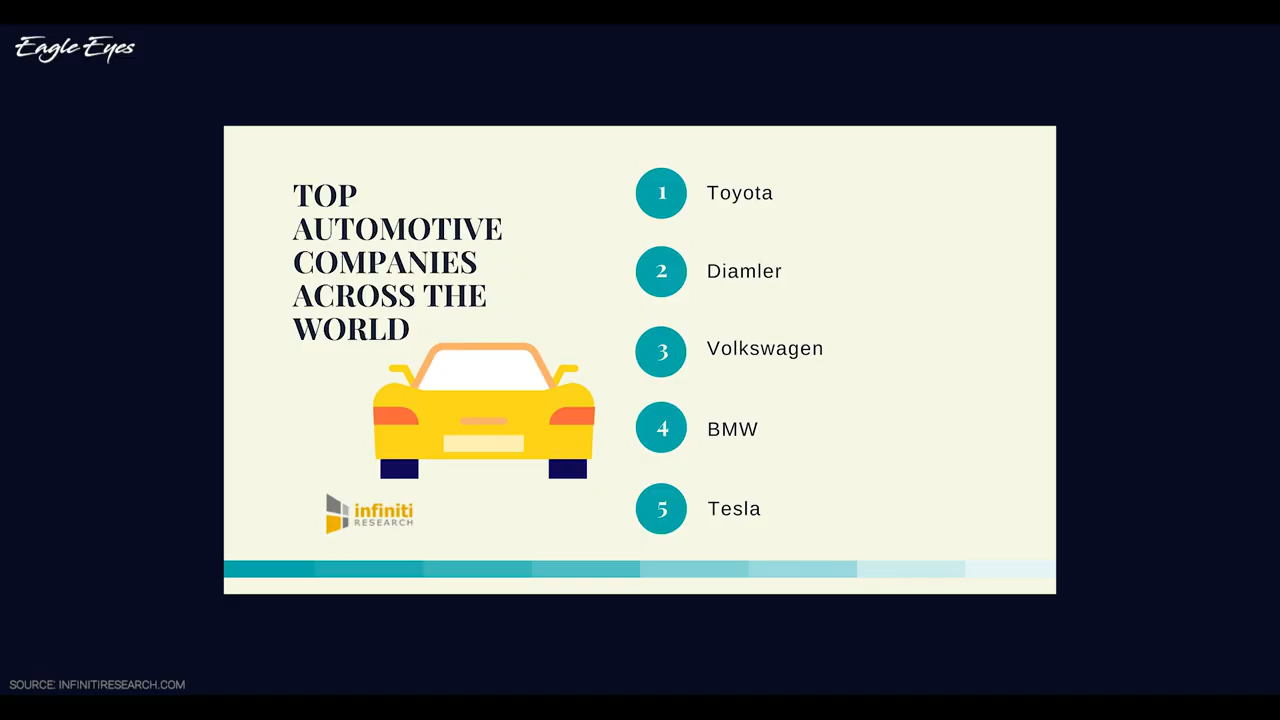 Eagle Eyes
TOP
AUTOMOTIVE
COMPANIES
ACROSS THE
WORLD
1 Toyota
2 Diamler
3 Volkswagen
4 BMW
5 Tesla
infiniti
RESEARCH
SOURCE: INFINITIRESEARCH.COM